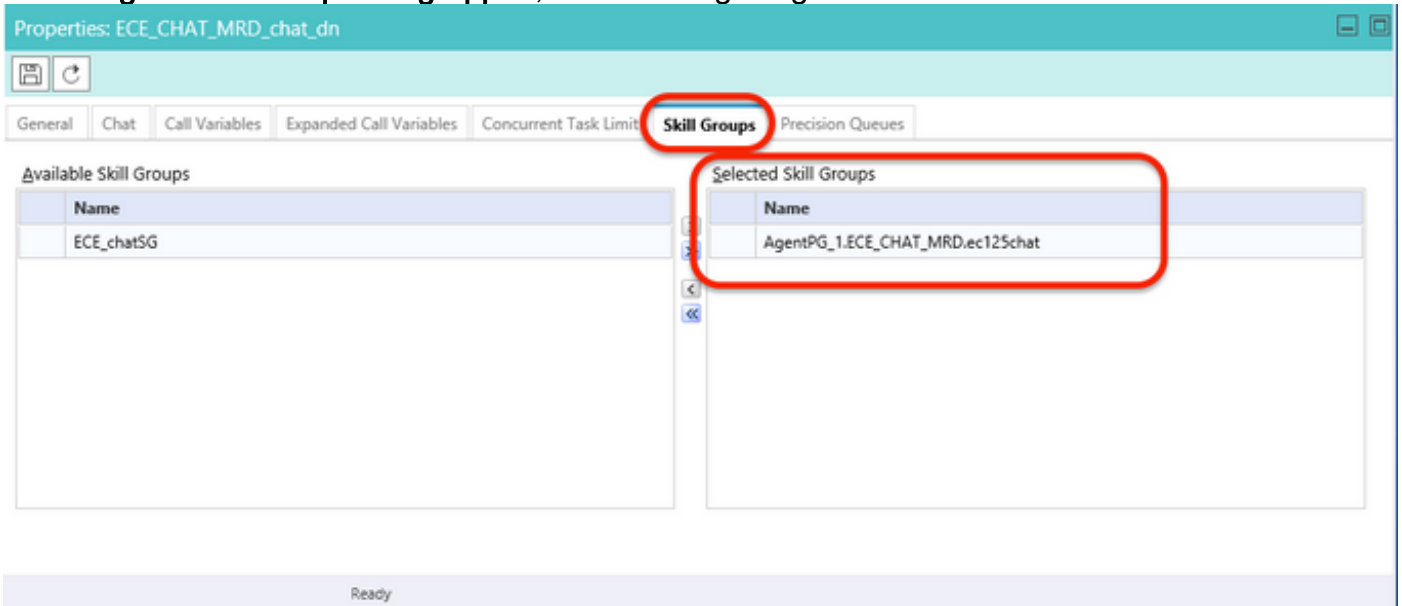 Properties: ECE_CHAT_MRD_chat_dn
General Chat Call Variables Expanded Call Variables Concurrent Task Limit Skill Groups Precision Queues
Available Skill Groups
Selected Skill Groups
Name
Name
ECE_chatSG
AgentPG_1.ECE_CHAT_MRD.ec125chat
Ready